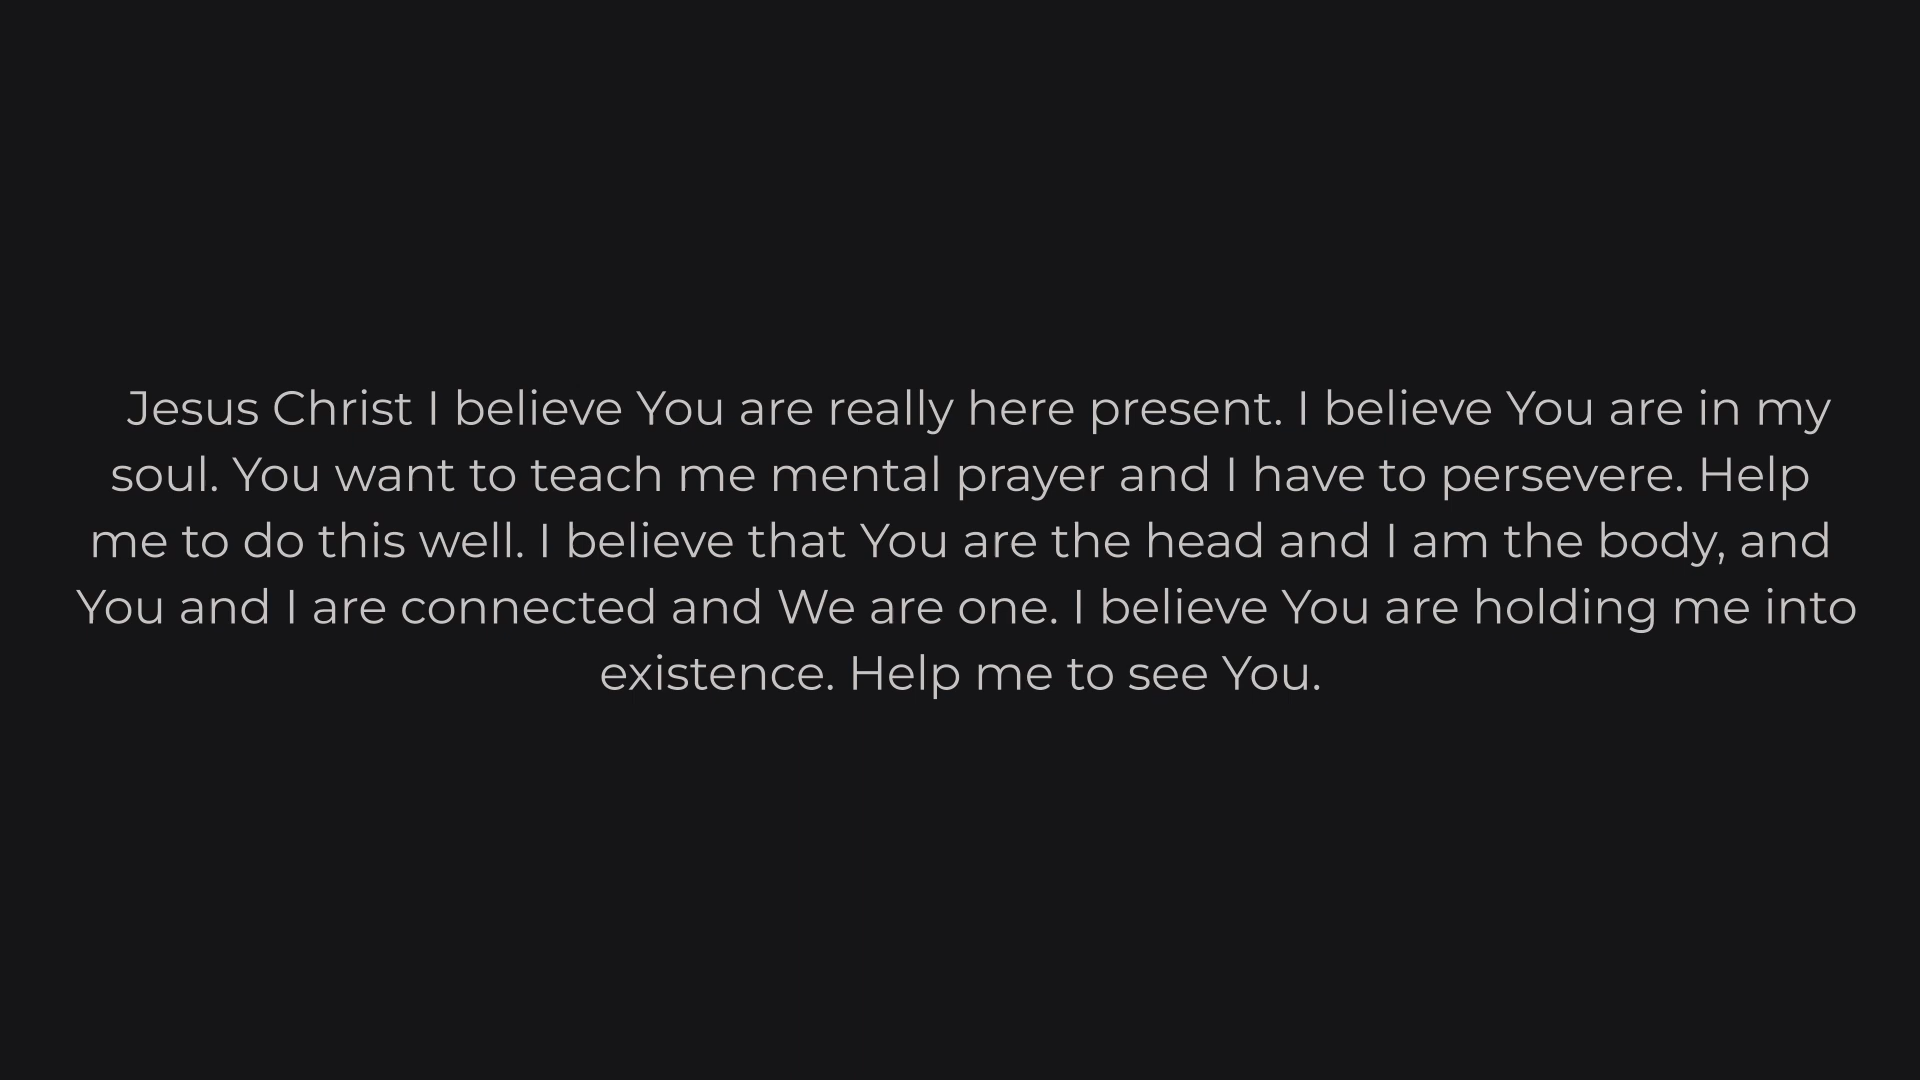 Jesus Christ I believe You are really here present. I believe You are in my
soul. You want to teach me mental prayer and I have to persevere. Help
me to do this well. I believe that You are the head and I am the body, and
You and I are connected and We are one. I believe You are holding me into
existence. Help me to see You.